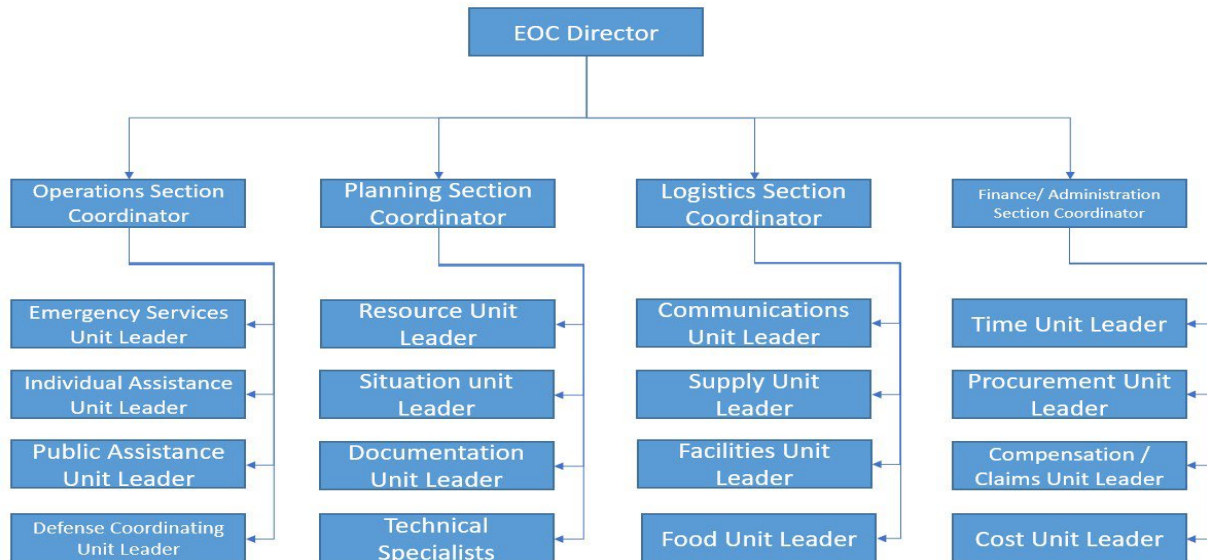 EOC Director
Operations Section
Coordinator
Planning Section
Coordinator
Logistics Section
Coordinator
Finance/ Administration
Section Coordinator
Emergency Services
Unit Leader
Resource Unit
Leader
Communications
Unit Leader
Time Unit Leader
Individual Assistance
Unit Leader
Situation unit
Leader
Supply Unit
Leader
Procurement Unit
Leader
Public Assistance
Unit Leader
Documentation
Unit Leader
Facilities Unit
Leader
Compensation /
Claims Unit Leader
Defense Coordinating
Unit Leader
Technical
Specialists
Food Unit Leader
Cost Unit Leader